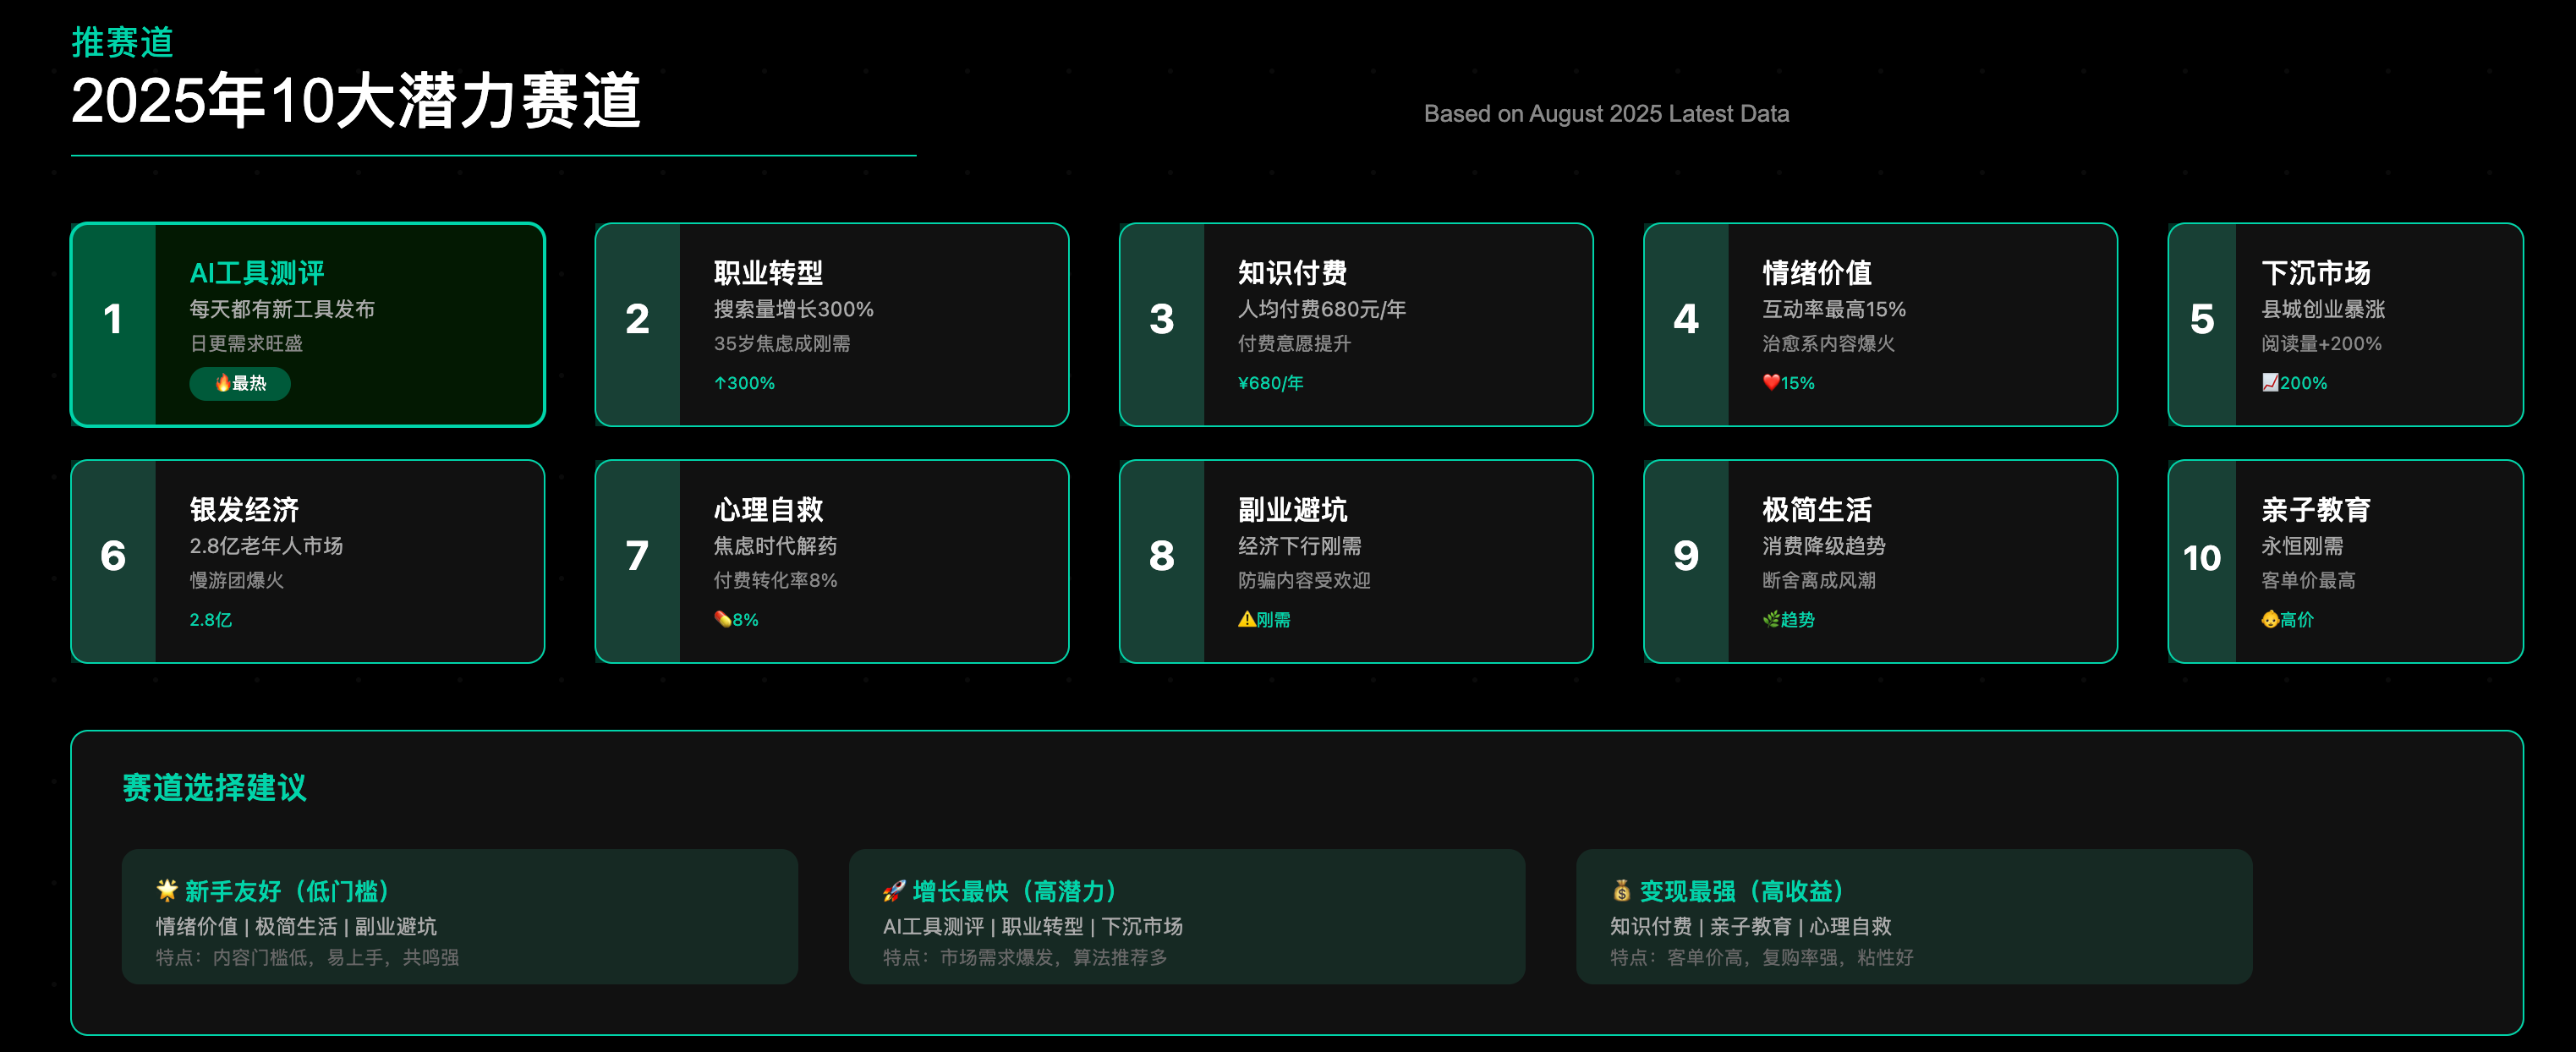 推赛道
2025年10大潜力赛道
Based on August 2025 Latest Data
1
AI工具测评
每天都有新工具发布
日更需求旺盛
🔥最热
2
职业转型
搜索量增长300%
35岁焦虑成刚需
↑300%
3
知识付费
人均付费680元/年
付费意愿提升
¥680/年
4
情绪价值
互动率最高15%
治愈系内容爆火
❤️15%
5
下沉市场
县城创业暴涨
阅读量+200%
📈200%
6
银发经济
2.8亿老年人市场
慢游团爆火
2.8亿
7
心理自救
焦虑时代解药
付费转化率8%
💊8%
8
副业避坑
经济下行刚需
防骗内容受欢迎
⚠️刚需
9
极简生活
消费降级趋势
断舍离成风潮
🌿趋势
10
亲子教育
永恒刚需
客单价最高
👶高价
赛道选择建议
🌟 新手友好（低门槛）
情绪价值 | 极简生活 | 副业避坑
特点：内容门槛低，易上手，共鸣强
🚀 增长最快（高潜力）
AI工具测评 | 职业转型 | 下沉市场
特点：市场需求爆发，算法推荐多
💰 变现最强（高收益）
知识付费 | 亲子教育 | 心理自救
特点：客单价高，复购率强，粘性好